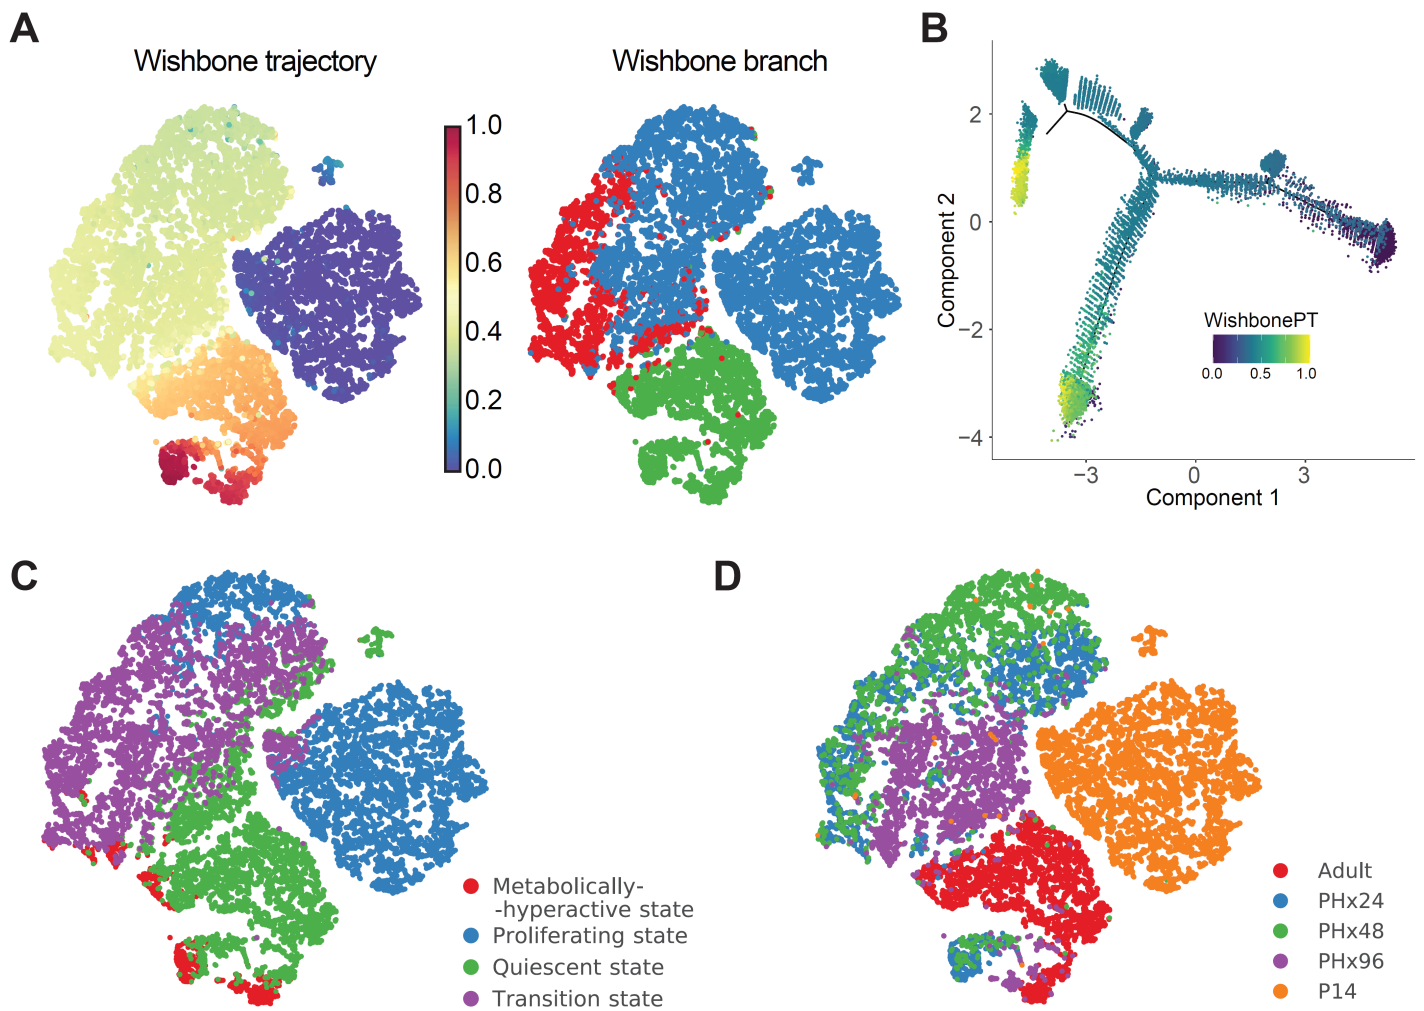 A
Wishbone trajectory
1.0
0.8
0.6
0.4
0.2
0.0
Wishbone branch
B
Component 2
2
0
−2
−4
WishbonePT
0.0 0.5 1.0
−3 0 3
Component 1
C
Metabolically-
-hyperactive state
Proliferating state
Quiescent state
Transition state
D
Adult
PHx24
PHx48
PHx96
P14